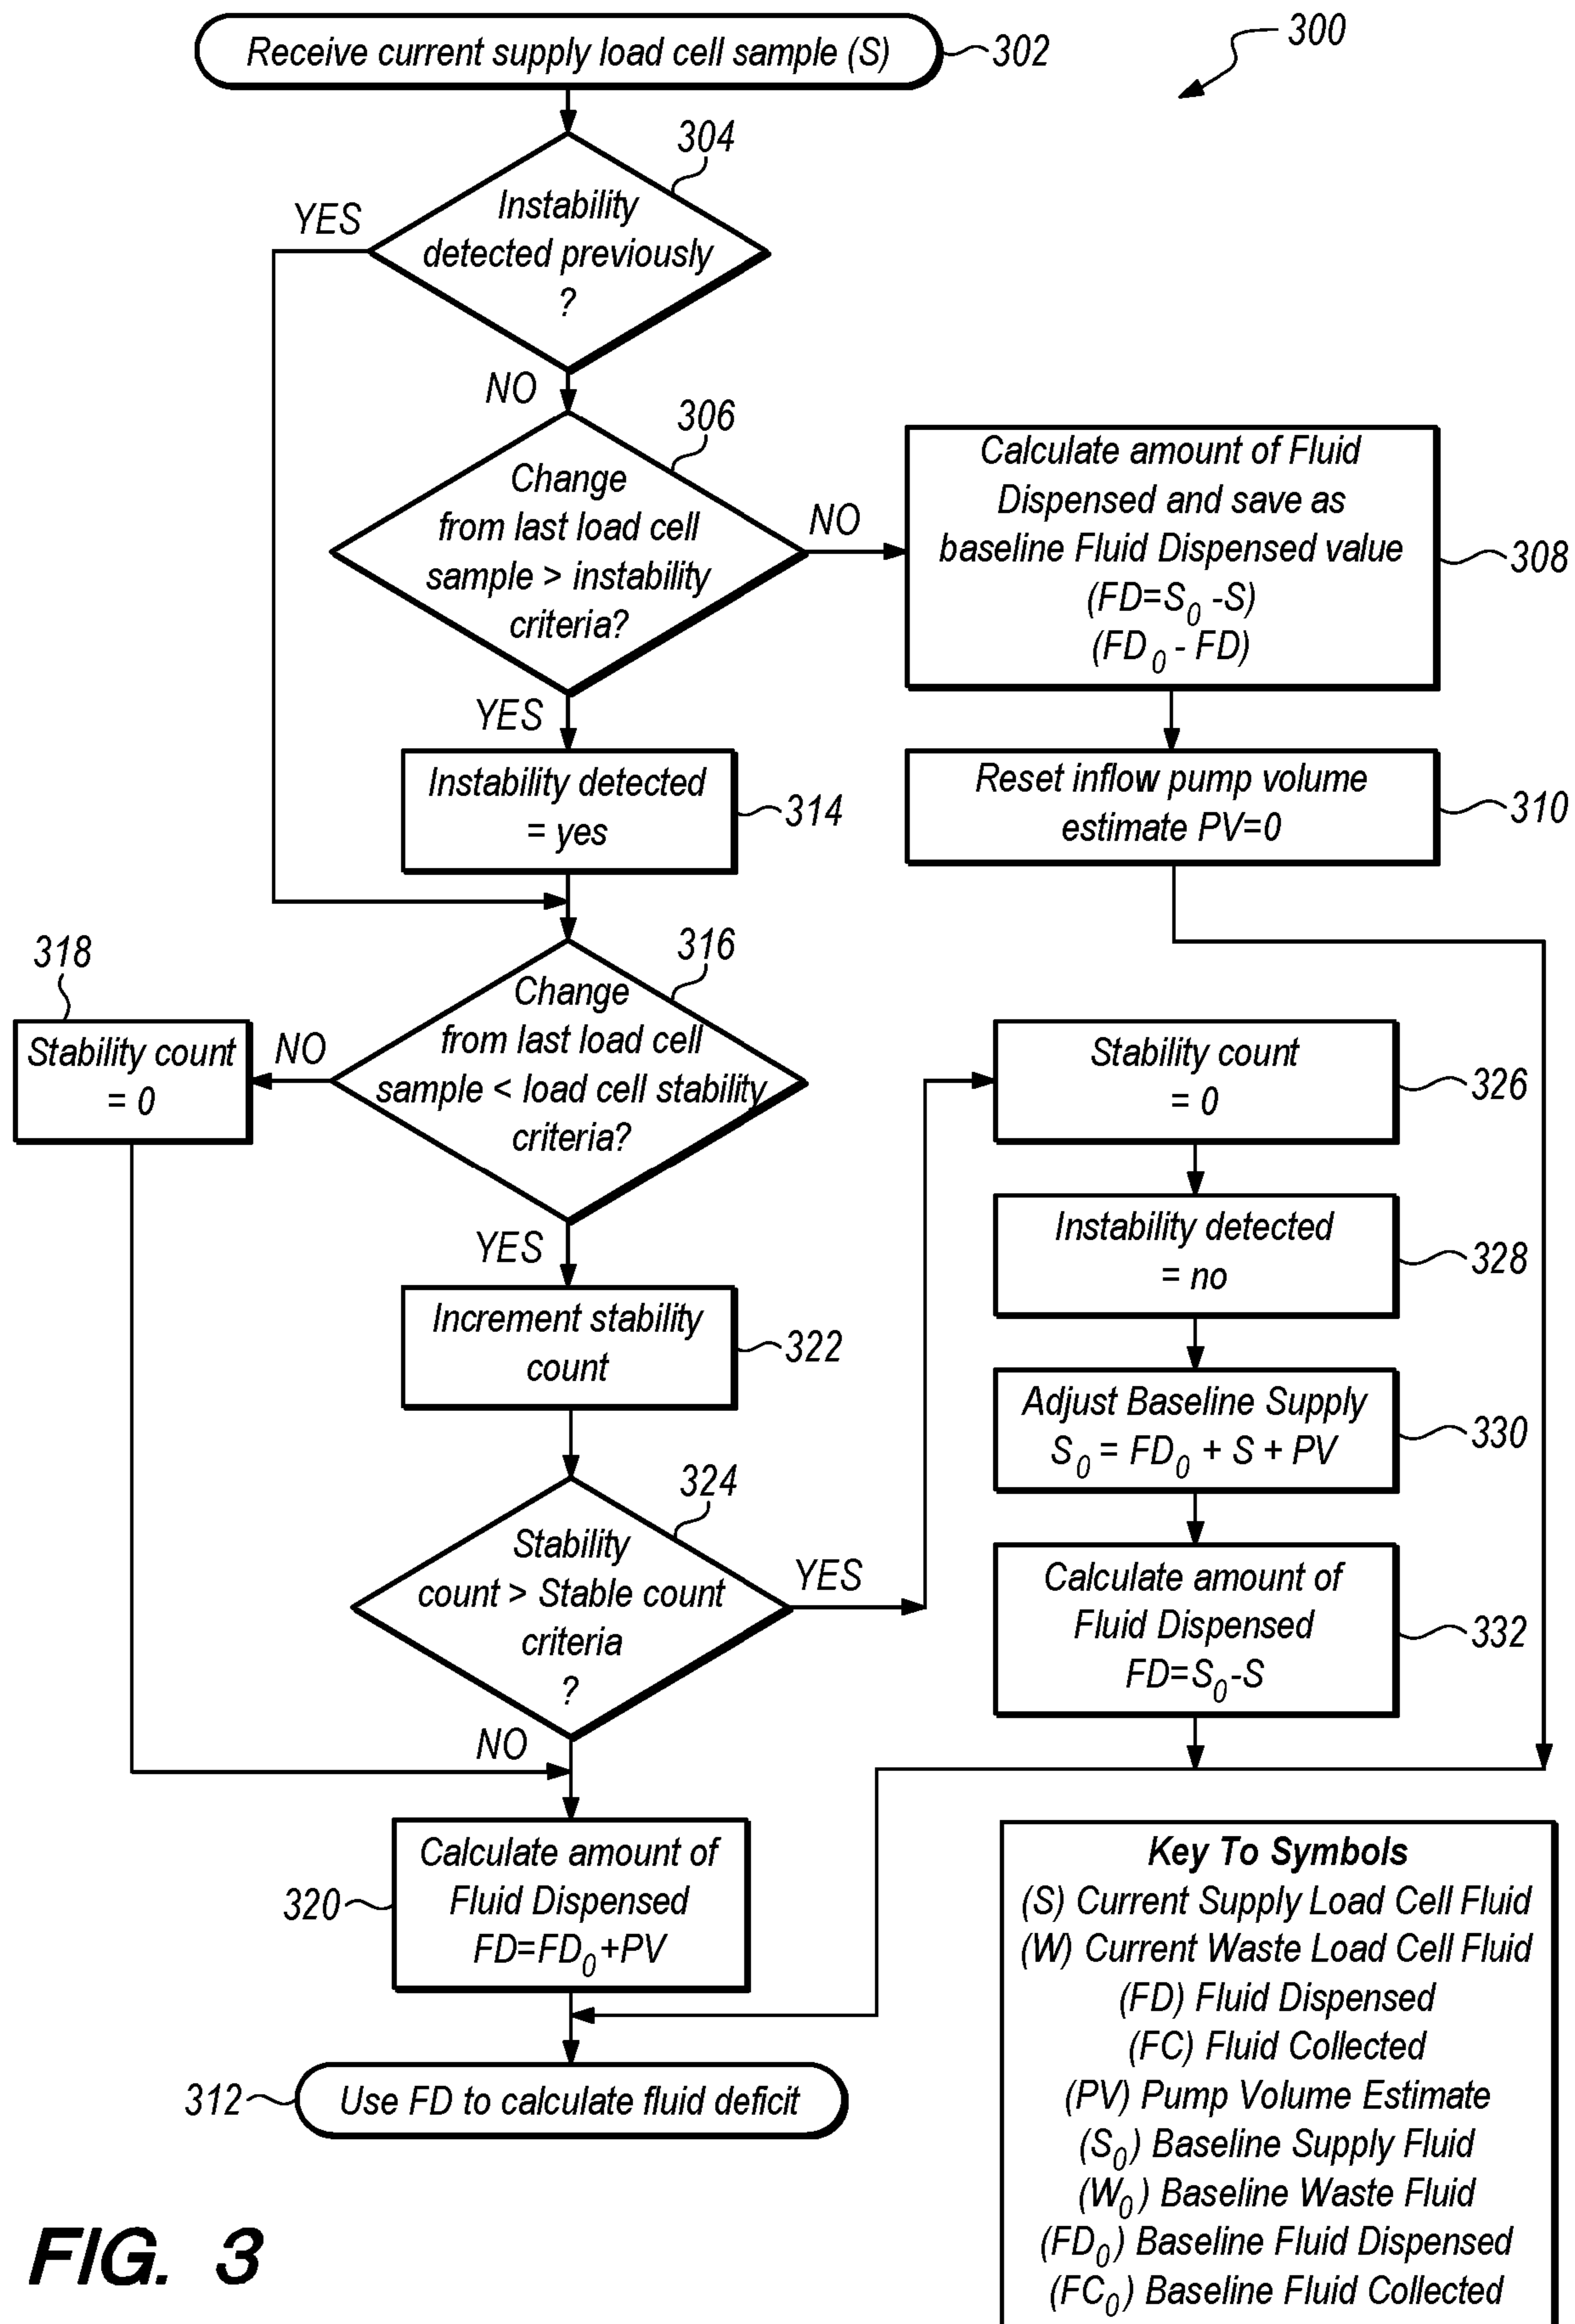 300
Receive current supply load cell sample (S)
302
304
Instability
detected previously
?
YES
NO
306
Change
from last load cell
sample > instability
criteria?
NO
YES
Calculate amount of Fluid
Dispensed and save as
baseline Fluid Dispensed value
(FD=S₀ -S)
(FD₀ - FD)
308
Reset inflow pump volume
estimate PV=0
310
Instability detected
= yes
314
316
Change
from last load cell
sample < load cell stability
criteria?
NO
YES
318
Stability count
= 0
Increment stability
count
322
324
Stability
count > Stable count
criteria
?
YES
NO
Stability count
= 0
326
Instability detected
= no
328
Adjust Baseline Supply
S₀ = FD₀ + S + PV
330
Calculate amount of
Fluid Dispensed
FD=S₀-S
332
Calculate amount of
Fluid Dispensed
FD=FD₀+PV
320
312
Use FD to calculate fluid deficit
Key To Symbols
(S) Current Supply Load Cell Fluid
(W) Current Waste Load Cell Fluid
(FD) Fluid Dispensed
(FC) Fluid Collected
(PV) Pump Volume Estimate
(S₀) Baseline Supply Fluid
(W₀) Baseline Waste Fluid
(FD₀) Baseline Fluid Dispensed
(FC₀) Baseline Fluid Collected
FIG. 3